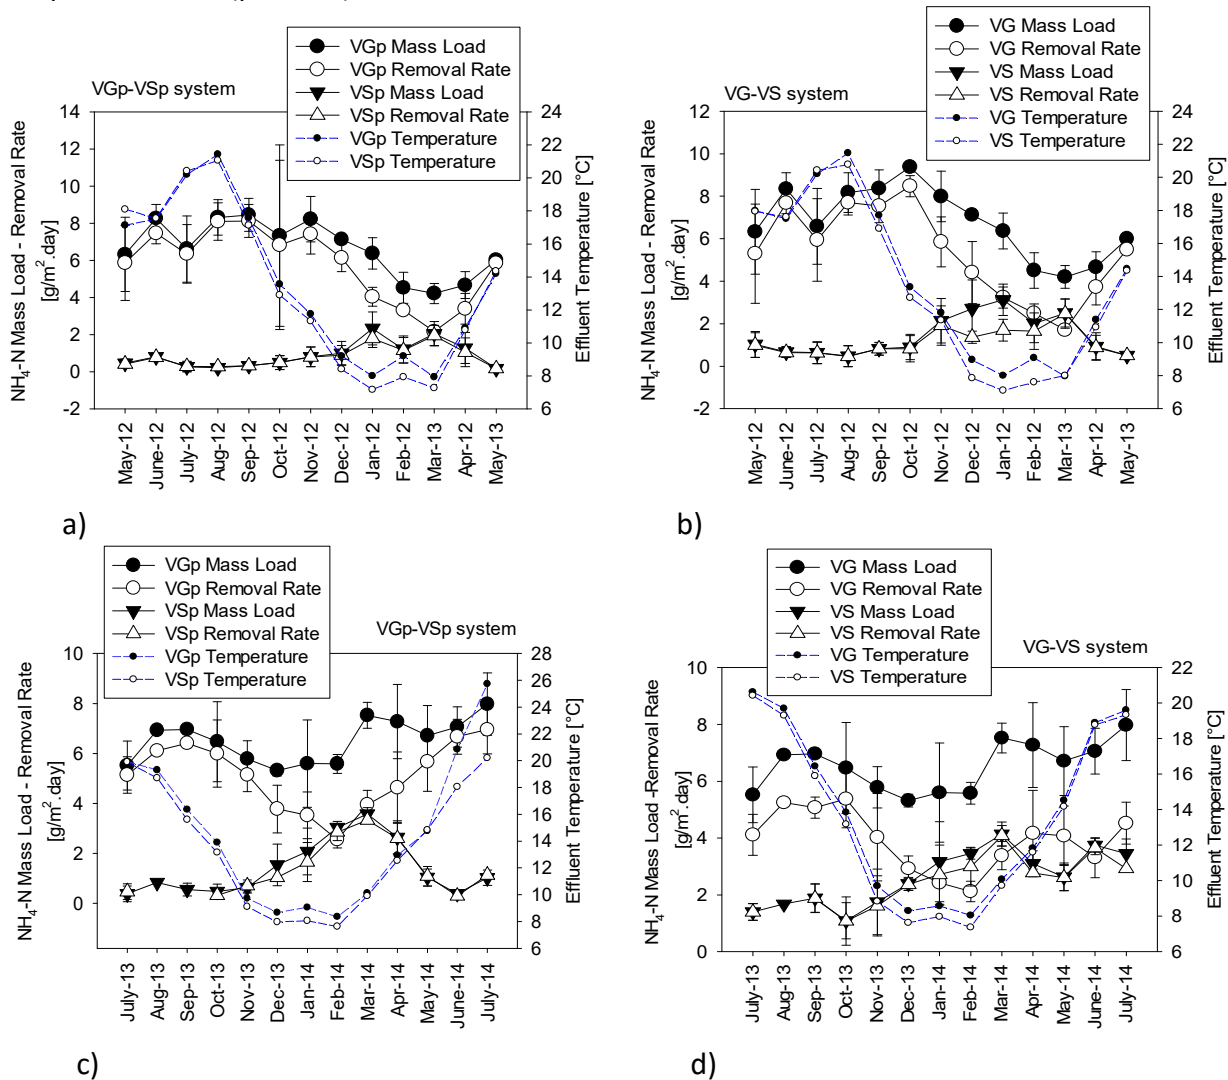 VGp Mass Load
VGp Removal Rate
VSp Mass Load
VSp Removal Rate
VGp Temperature
VSp Temperature
VGp-VSp system
NH4-N Mass Load - Removal Rate
[g/m2.day]
14
12
10
8
6
4
2
0
-2
24
22
20
18
16
14
12
10
8
6
Effluent Temperature [°C]
May-12
June-12
July-12
Aug-12
Sep-12
Oct-12
Nov-12
Dec-12
Jan-12
Feb-12
Mar-13
Apr-12
May-13
a)
VG Mass Load
VG Removal Rate
VS Mass Load
VS Removal Rate
VG Temperature
VS Temperature
VG-VS system
NH4-N Mass Load - Removal Rate
[g/m2.day]
12
10
8
6
4
2
0
-2
24
22
20
18
16
14
12
10
8
6
Effluent Temperature [°C]
May-12
June-12
July-12
Aug-12
Sep-12
Oct-12
Nov-12
Dec-12
Jan-12
Feb-12
Mar-13
Apr-12
May-13
b)
VGp Mass Load
VGp Removal Rate
VSp Mass Load
VSp Removal Rate
VGp Temperature
VSp Temperature
VGp-VSp system
NH4-N Mass Load - Removal Rate
[g/m2.day]
10
8
6
4
2
0
28
26
24
22
20
18
16
14
12
10
8
6
Effluent Temperature [°C]
July-13
Aug-13
Sep-13
Oct-13
Nov-13
Dec-13
Jan-14
Feb-14
Mar-14
Apr-14
May-14
June-14
July-14
c)
VG Mass Load
VG Removal Rate
VS Mass Load
VS Removal Rate
VG Temperature
VS Temperature
VG-VS system
NH4-N Mass Load -Removal Rate
[g/m2.day]
10
8
6
4
2
0
22
20
18
16
14
12
10
8
6
Effluent Temperature [°C]
July-13
Aug-13
Sep-13
Oct-13
Nov-13
Dec-13
Jan-14
Feb-14
Mar-14
Apr-14
May-14
June-14
July-14
d)